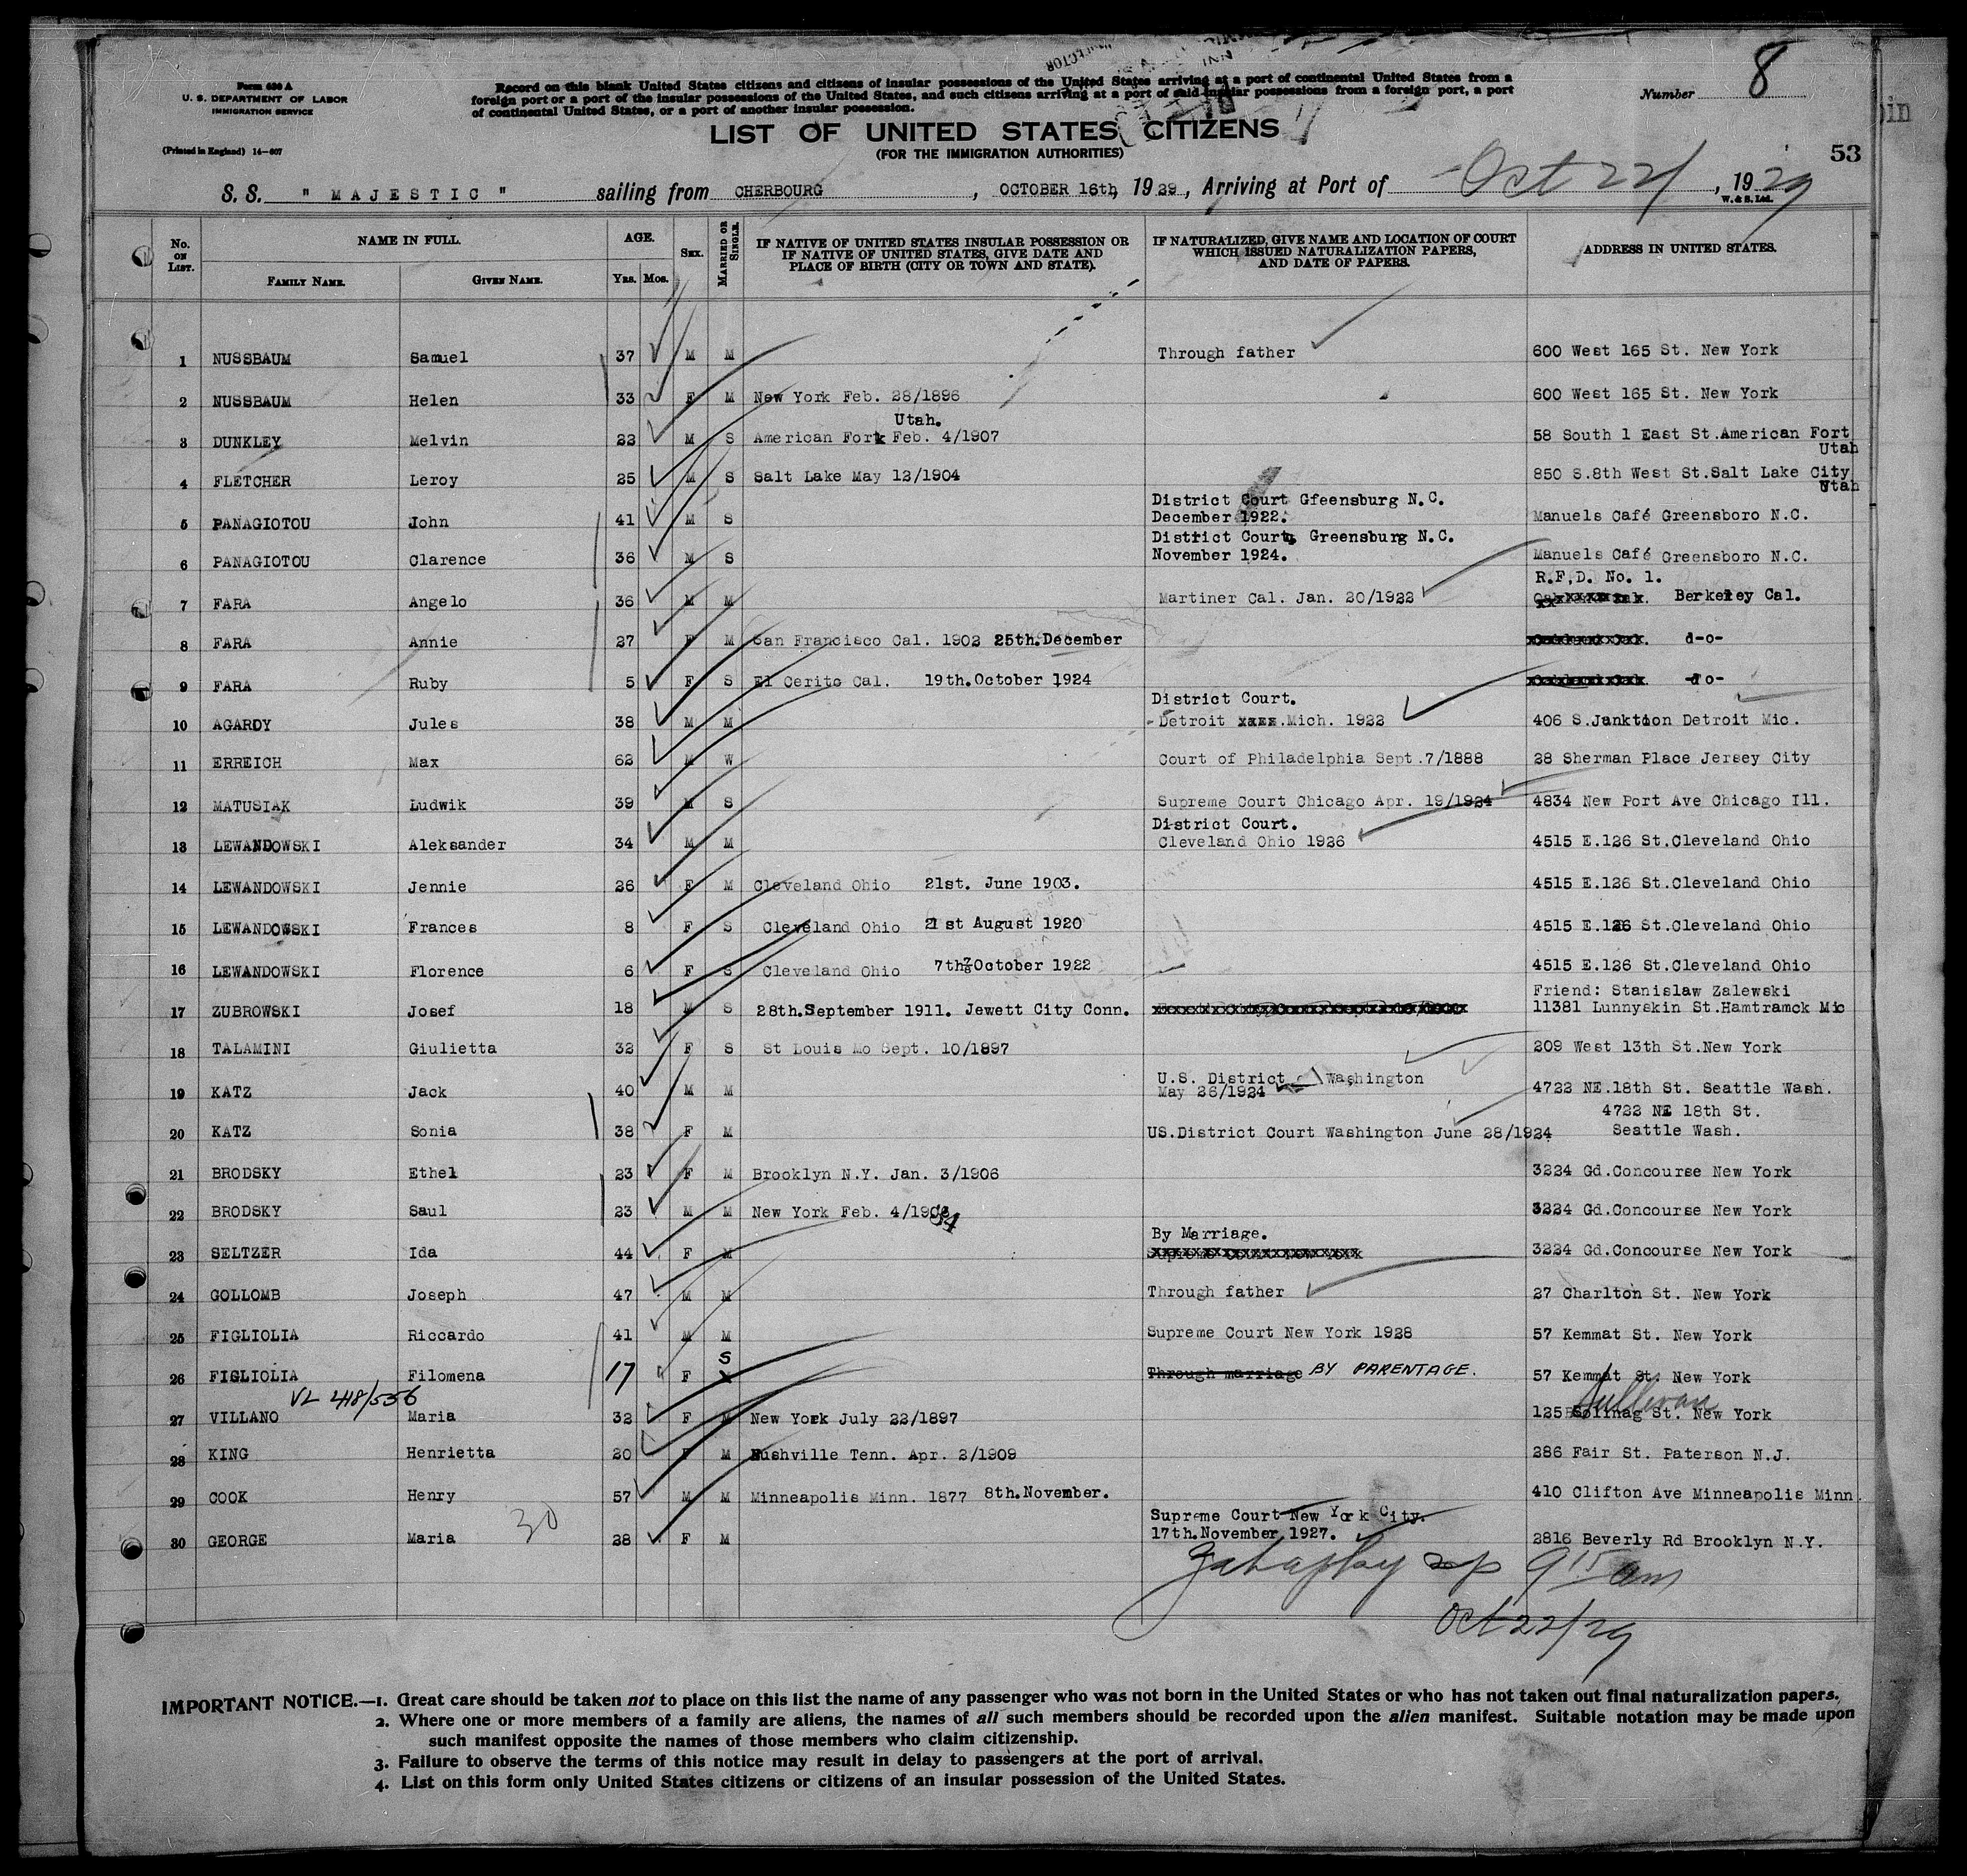 Form 630 A
U. S. DEPARTMENT OF LABOR
IMMIGRATION SERVICE
(Printed in England) 14—607
Record on this blank United States citizens and citizens of insular possessions of the United States arriving at a port of continental United States from a
foreign port or a port of the insular possessions of the United States, and such citizens arriving at a port of said insular possessions from a foreign port, a port
of continental United States, or a port of another insular possession.
Number 8
LIST OF UNITED STATES CITIZENS
(FOR THE IMMIGRATION AUTHORITIES)
53
S. S. " MAJESTIC " sailing from CHERBOURG , OCTOBER 16th, 1929, Arriving at Port of Oct 22/ , 1929
W. & S. Ltd.
No. ON LIST. NAME IN FULL. AGE. SEX. MARRIED OR SINGLE. IF NATIVE OF UNITED STATES INSULAR POSSESSION OR IF NATIVE OF UNITED STATES, GIVE DATE AND PLACE OF BIRTH (CITY OR TOWN AND STATE). IF NATURALIZED, GIVE NAME AND LOCATION OF COURT WHICH ISSUED NATURALIZATION PAPERS, AND DATE OF PAPERS. ADDRESS IN UNITED STATES.
FAMILY NAME. GIVEN NAME. YRS. MOS.
1 NUSSBAUM Samuel 37 M M Through father 600 West 165 St. New York
2 NUSSBAUM Helen 33 F M New York Feb. 28/1896 600 West 165 St. New York
Utah.
3 DUNKLEY Melvin 22 M S American Fork Feb. 4/1907 58 South 1 East St.American Fort
Utah
4 FLETCHER Leroy 25 M S Salt Lake May 12/1904 850 S.8th West St.Salt Lake City
Utah
District Court Gfeensburg N.C.
5 PANAGIOTOU John 41 M S December 1922. Manuels Café Greensboro N.C.
District Court, Greensburg N.C.
6 PANAGIOTOU Clarence 36 M S November 1924. Manuels Café Greensboro N.C.
R.F.D. No. 1.
7 FARA Angelo 36 M M Martiner Cal. Jan. 20/1922 Berkeley Cal.
8 FARA Annie 27 F M San Francisco Cal. 1902 25th.December d-o-
9 FARA Ruby 5 F S El Cerito Cal. 19th.October 1924 do-
District Court.
10 AGARDY Jules 38 M M Detroit .Mich. 1922 406 S.Janktion Detroit Mic.
11 ERREICH Max 62 M W Court of Philadelphia Sept.7/1888 28 Sherman Place Jersey City
12 MATUSIAK Ludwik 39 M S Supreme Court Chicago Apr. 19/1924 4834 New Port Ave Chicago Ill.
District Court.
13 LEWANDOWSKI Aleksander 34 M M Cleveland Ohio 1926 4515 E.126 St.Cleveland Ohio
14 LEWANDOWSKI Jennie 26 F M Cleveland Ohio 21st. June 1903. 4515 E.126 St.Cleveland Ohio
15 LEWANDOWSKI Frances 8 F S Cleveland Ohio 21st August 1920 4515 E.126 St.Cleveland Ohio
16 LEWANDOWSKI Florence 6 F S Cleveland Ohio 7th October 1922 4515 E.126 St.Cleveland Ohio
Friend: Stanislaw Zalewski
17 ZUBROWSKI Josef 18 M S 28th.September 1911. Jewett City Conn. 11381 Lunnyskin St.Hamtramck Mic
18 TALAMINI Giulietta 32 F S St Louis Mo Sept. 10/1897 209 West 13th St.New York
U.S. District Washington
19 KATZ Jack 40 M M May 26/1924 4722 NE.18th St. Seattle Wash.
4722 NE 18th St.
20 KATZ Sonia 38 F M US.District Court Washington June 28/1924 Seattle Wash.
21 BRODSKY Ethel 23 F M Brooklyn N.Y. Jan. 3/1906 3224 Gd.Concourse New York
22 BRODSKY Saul 23 M M New York Feb. 4/190 04 3224 Gd.Concourse New York
By Marriage.
23 SELTZER Ida 44 F M 3224 Gd.Concourse New York
24 GOLLOMB Joseph 47 M M Through father 27 Charlton St. New York
25 FIGLIOLIA Riccardo 41 M M Supreme Court New York 1928 57 Kemmat St. New York
S
26 FIGLIOLIA Filomena 17 F Through marriage BY PARENTAGE. 57 Kemmat St. New York
VL 418/556 Sullivan
27 VILLANO Maria 32 F M New York July 22/1897 125 Solinag St. New York
28 KING Henrietta 20 F M Nushville Tenn. Apr. 2/1909 286 Fair St. Paterson N.J.
29 COOK Henry 57 M M Minneapolis Minn. 1877 8th.November. 410 Clifton Ave Minneapolis Minn.
30
Supreme Court New York City.
30 GEORGE Maria 28 F M 17th.November 1927. 2816 Beverly Rd Brooklyn N.Y.
9 15 am
Oct 22/29
IMPORTANT NOTICE.—1. Great care should be taken not to place on this list the name of any passenger who was not born in the United States or who has not taken out final naturalization papers.
2. Where one or more members of a family are aliens, the names of all such members should be recorded upon the alien manifest. Suitable notation may be made upon
such manifest opposite the names of those members who claim citizenship.
3. Failure to observe the terms of this notice may result in delay to passengers at the port of arrival.
4. List on this form only United States citizens or citizens of an insular possession of the United States.